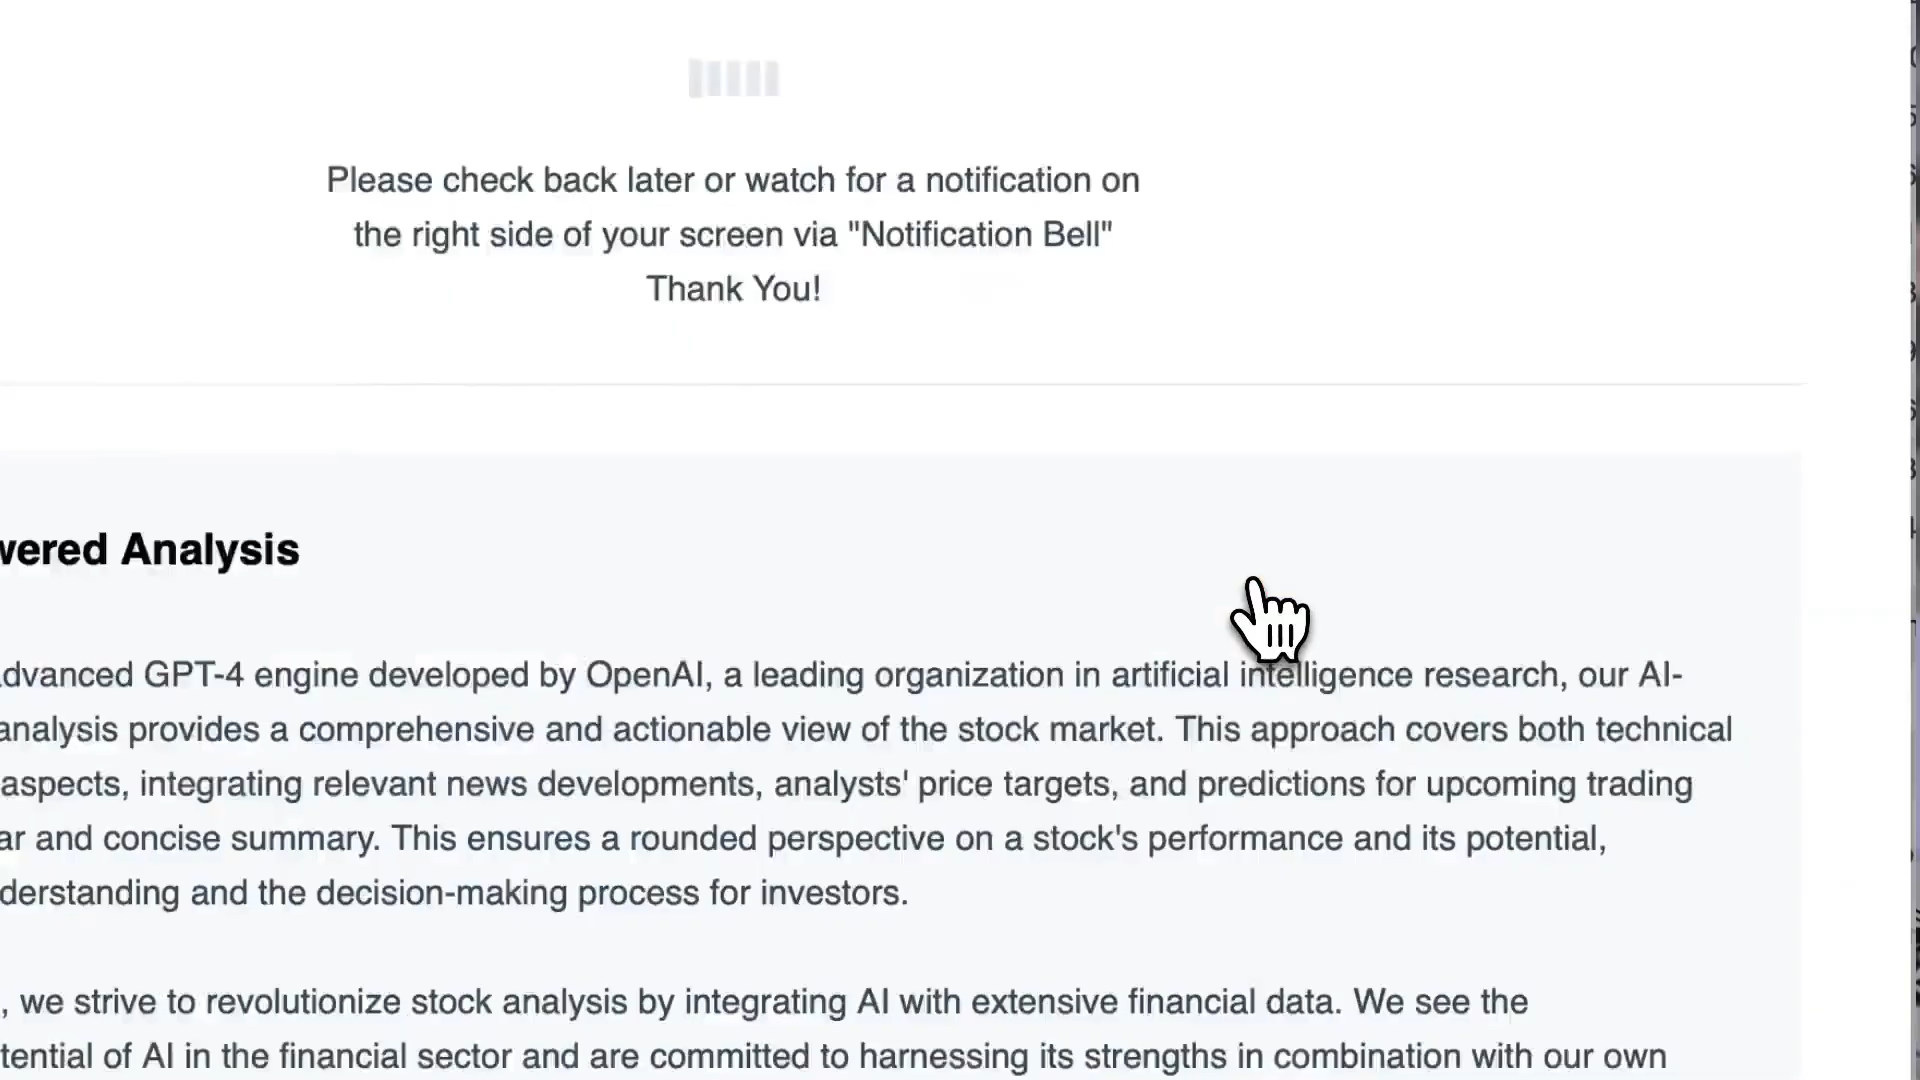 Please check back later or watch for a notification on
the right side of your screen via "Notification Bell"
Thank You!
wered Analysis
dvanced GPT-4 engine developed by OpenAI, a leading organization in artificial intelligence research, our AI-
analysis provides a comprehensive and actionable view of the stock market. This approach covers both technical
aspects, integrating relevant news developments, analysts' price targets, and predictions for upcoming trading
ar and concise summary. This ensures a rounded perspective on a stock's performance and its potential,
derstanding and the decision-making process for investors.
, we strive to revolutionize stock analysis by integrating AI with extensive financial data. We see the
tential of AI in the financial sector and are committed to harnessing its strengths in combination with our own